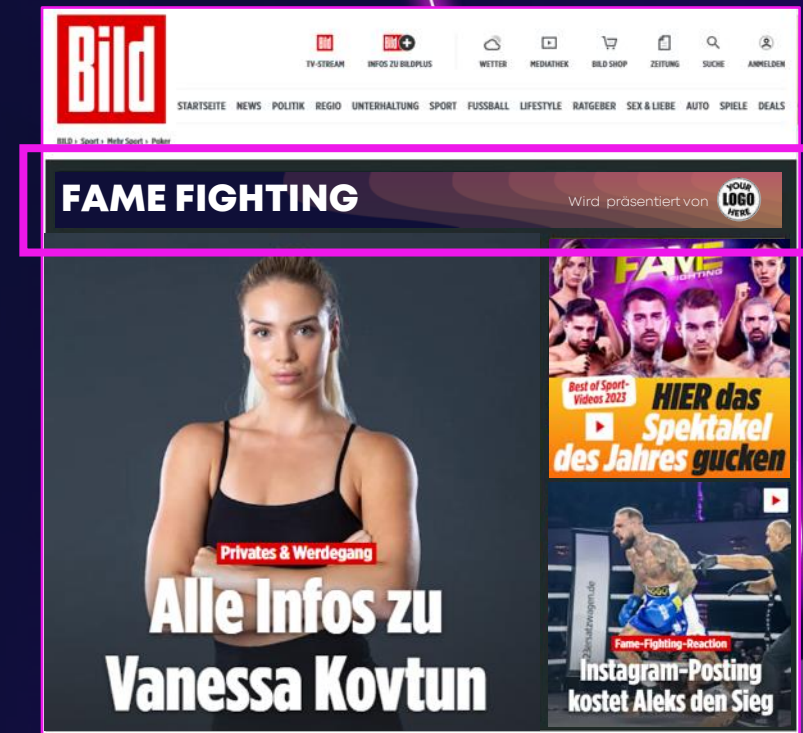 Bild
Bild
Bild+
TV-STREAM
INFOS ZU BILDPLUS
WETTER
MEDIATHEK
BILD SHOP
ZEITUNG
SUCHE
ANMELDEN
STARTSEITE NEWS POLITIK REGIO UNTERHALTUNG SPORT FUSSBALL LIFESTYLE RATGEBER SEX & LIEBE AUTO SPIELE DEALS
BILD › Sport › Mehr Sport › Poker
FAME FIGHTING
Wird präsentiert von
YOUR
LOGO
HERE
Privates & Werdegang
Alle Infos zu
Vanessa Kovtun
FAME
FIGHTING
Best of Sport-
Videos 2023
HIER das
Spektakel
des Jahres gucken
Fame-Fighting-Reaction
Instagram-Posting
kostet Aleks den Sieg